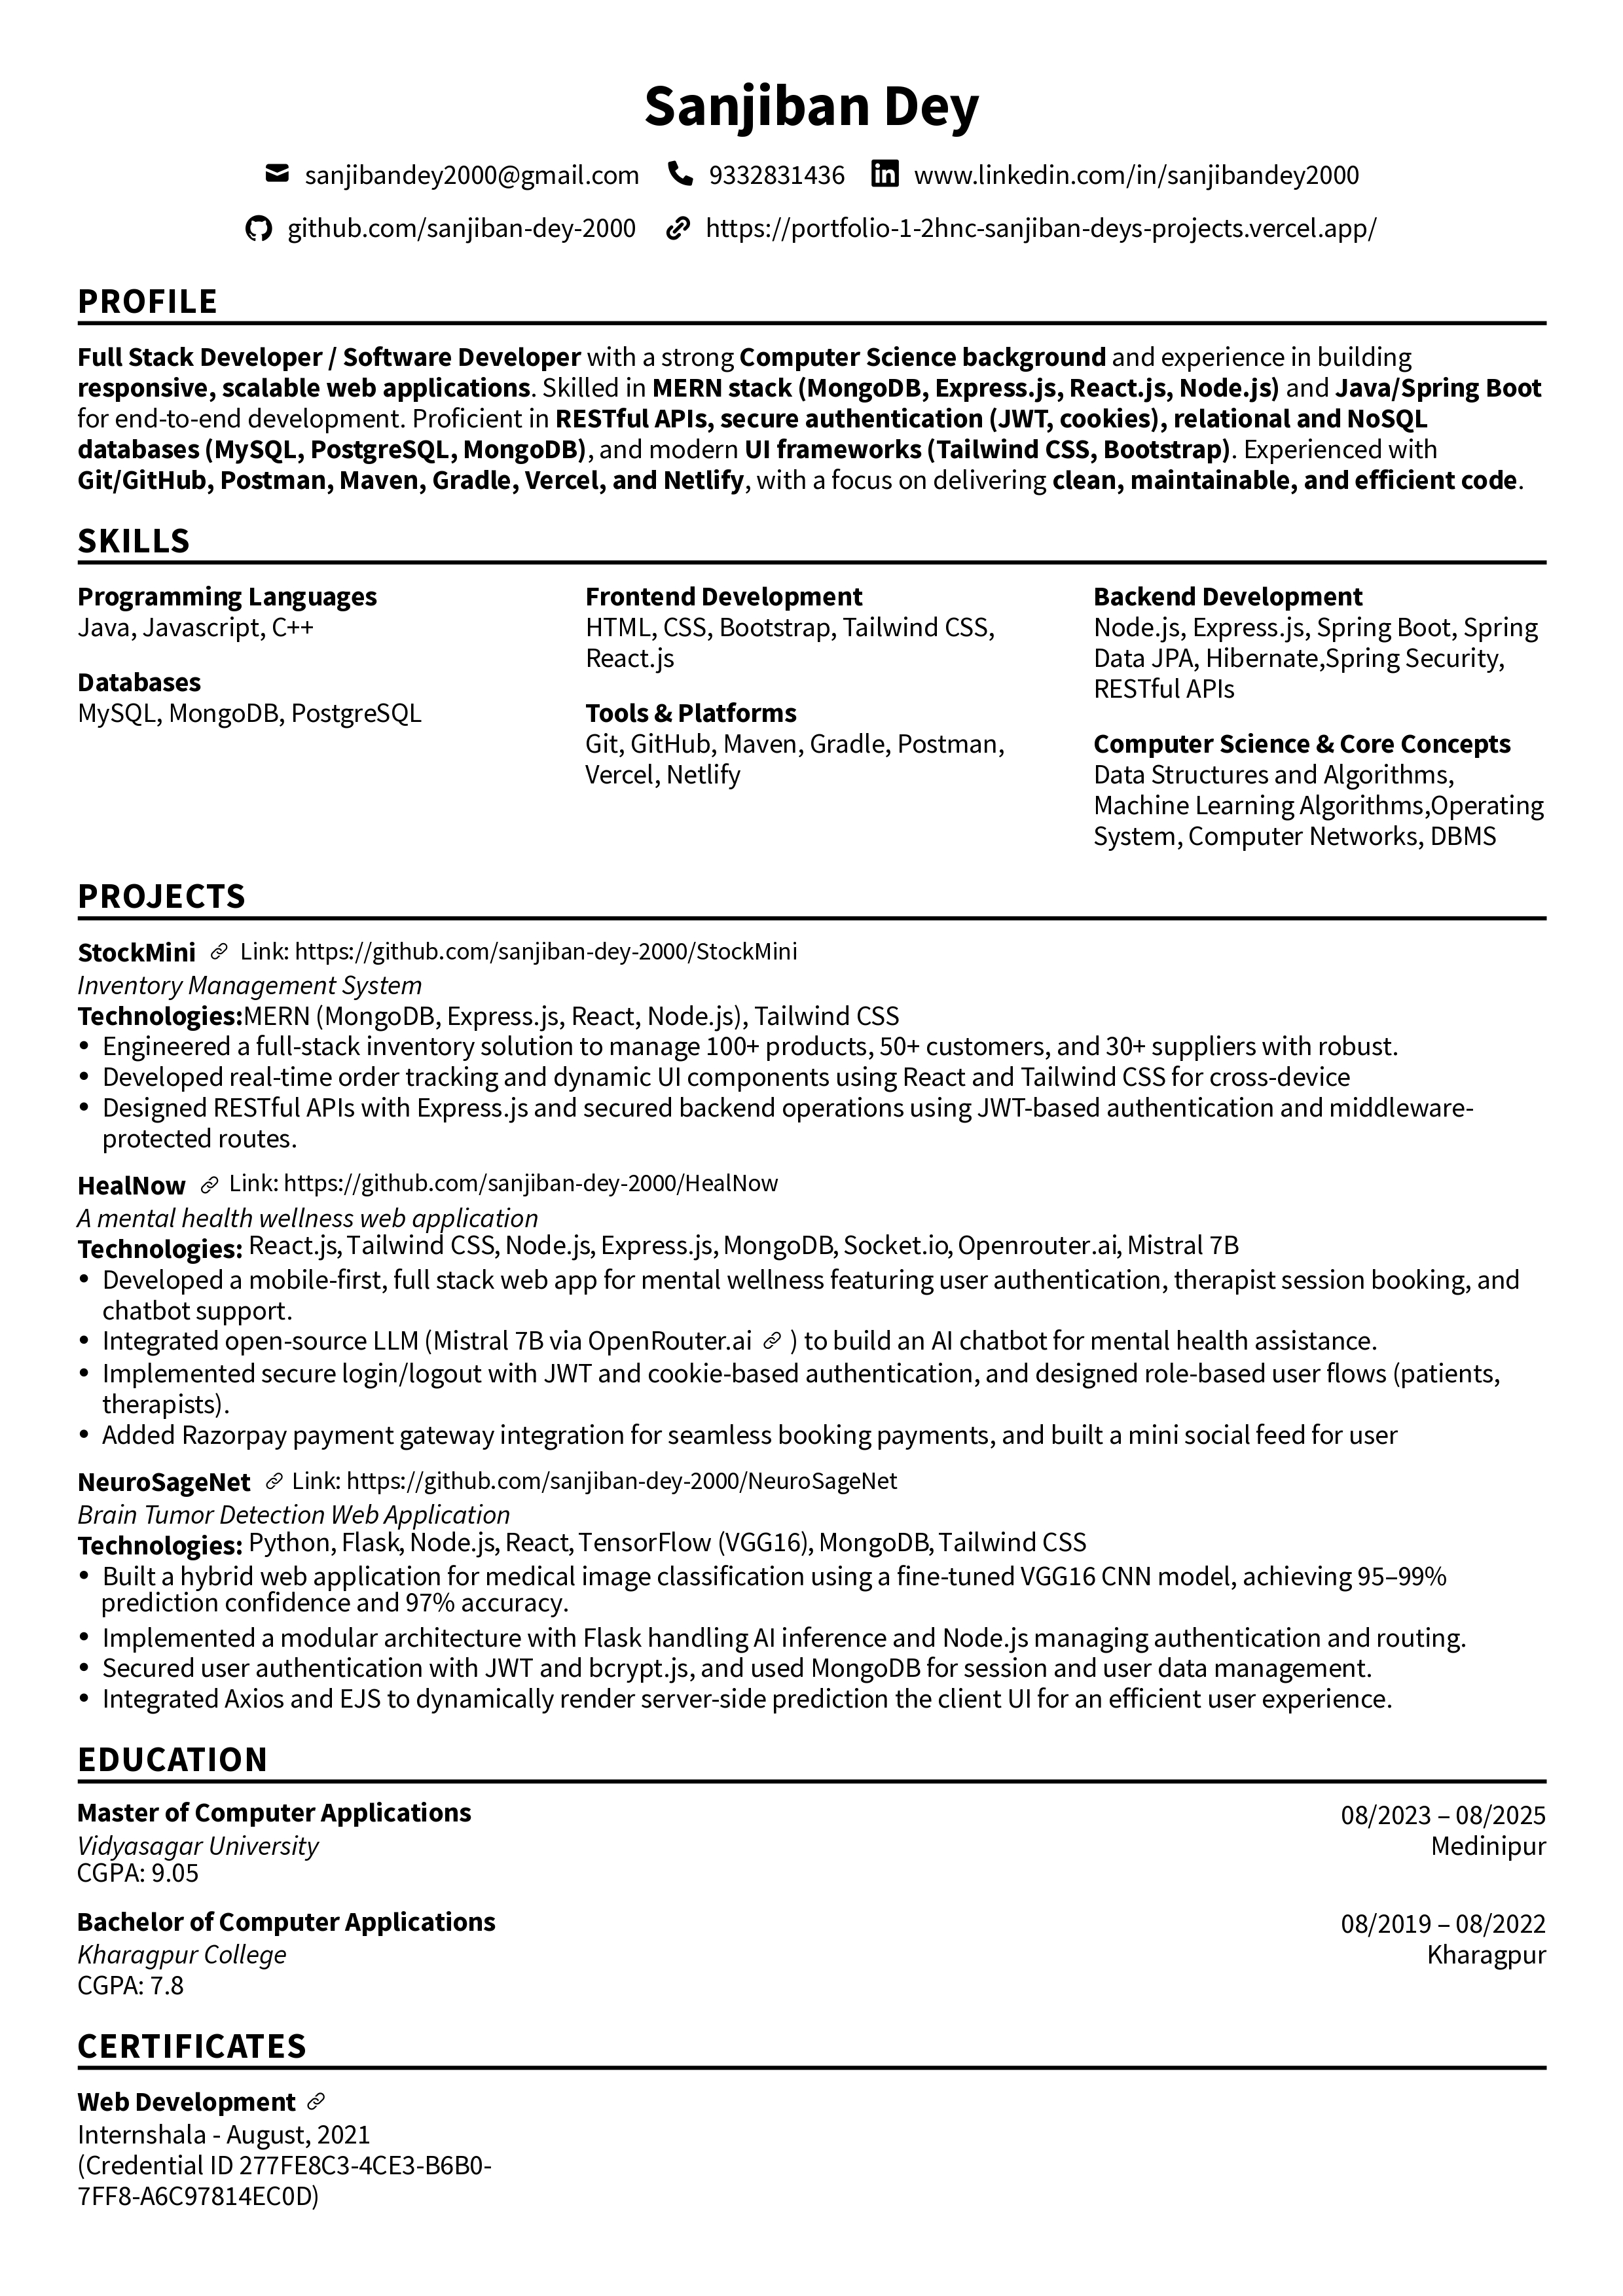 Sanjiban Dey
sanjibandey2000@gmail.com 9332831436 www.linkedin.com/in/sanjibandey2000
github.com/sanjiban-dey-2000 https://portfolio-1-2hnc-sanjiban-deys-projects.vercel.app/
PROFILE
Full Stack Developer / Software Developer with a strong Computer Science background and experience in building
responsive, scalable web applications. Skilled in MERN stack (MongoDB, Express.js, React.js, Node.js) and Java/Spring Boot
for end-to-end development. Proficient in RESTful APIs, secure authentication (JWT, cookies), relational and NoSQL
databases (MySQL, PostgreSQL, MongoDB), and modern UI frameworks (Tailwind CSS, Bootstrap). Experienced with
Git/GitHub, Postman, Maven, Gradle, Vercel, and Netlify, with a focus on delivering clean, maintainable, and efficient code.
SKILLS
Programming Languages
Java, Javascript, C++
Databases
MySQL, MongoDB, PostgreSQL
Frontend Development
HTML, CSS, Bootstrap, Tailwind CSS,
React.js
Tools & Platforms
Git, GitHub, Maven, Gradle, Postman,
Vercel, Netlify
Backend Development
Node.js, Express.js, Spring Boot, Spring
Data JPA, Hibernate,Spring Security,
RESTful APIs
Computer Science & Core Concepts
Data Structures and Algorithms,
Machine Learning Algorithms,Operating
System, Computer Networks, DBMS
PROJECTS
StockMini Link: https://github.com/sanjiban-dey-2000/StockMini
Inventory Management System
Technologies:MERN (MongoDB, Express.js, React, Node.js), Tailwind CSS
• Engineered a full-stack inventory solution to manage 100+ products, 50+ customers, and 30+ suppliers with robust.
• Developed real-time order tracking and dynamic UI components using React and Tailwind CSS for cross-device
• Designed RESTful APIs with Express.js and secured backend operations using JWT-based authentication and middleware-
protected routes.
HealNow Link: https://github.com/sanjiban-dey-2000/HealNow
A mental health wellness web application
Technologies: React.js, Tailwind CSS, Node.js, Express.js, MongoDB, Socket.io, Openrouter.ai, Mistral 7B
• Developed a mobile-first, full stack web app for mental wellness featuring user authentication, therapist session booking, and
chatbot support.
• Integrated open-source LLM (Mistral 7B via OpenRouter.ai ) to build an AI chatbot for mental health assistance.
• Implemented secure login/logout with JWT and cookie-based authentication, and designed role-based user flows (patients,
therapists).
• Added Razorpay payment gateway integration for seamless booking payments, and built a mini social feed for user
NeuroSageNet Link: https://github.com/sanjiban-dey-2000/NeuroSageNet
Brain Tumor Detection Web Application
Technologies: Python, Flask, Node.js, React, TensorFlow (VGG16), MongoDB, Tailwind CSS
• Built a hybrid web application for medical image classification using a fine-tuned VGG16 CNN model, achieving 95–99%
prediction confidence and 97% accuracy.
• Implemented a modular architecture with Flask handling AI inference and Node.js managing authentication and routing.
• Secured user authentication with JWT and bcrypt.js, and used MongoDB for session and user data management.
• Integrated Axios and EJS to dynamically render server-side prediction the client UI for an efficient user experience.
EDUCATION
Master of Computer Applications 08/2023 – 08/2025
Vidyasagar University Medinipur
CGPA: 9.05
Bachelor of Computer Applications 08/2019 – 08/2022
Kharagpur College Kharagpur
CGPA: 7.8
CERTIFICATES
Web Development
Internshala - August, 2021
(Credential ID 277FE8C3-4CE3-B6B0-
7FF8-A6C97814EC0D)